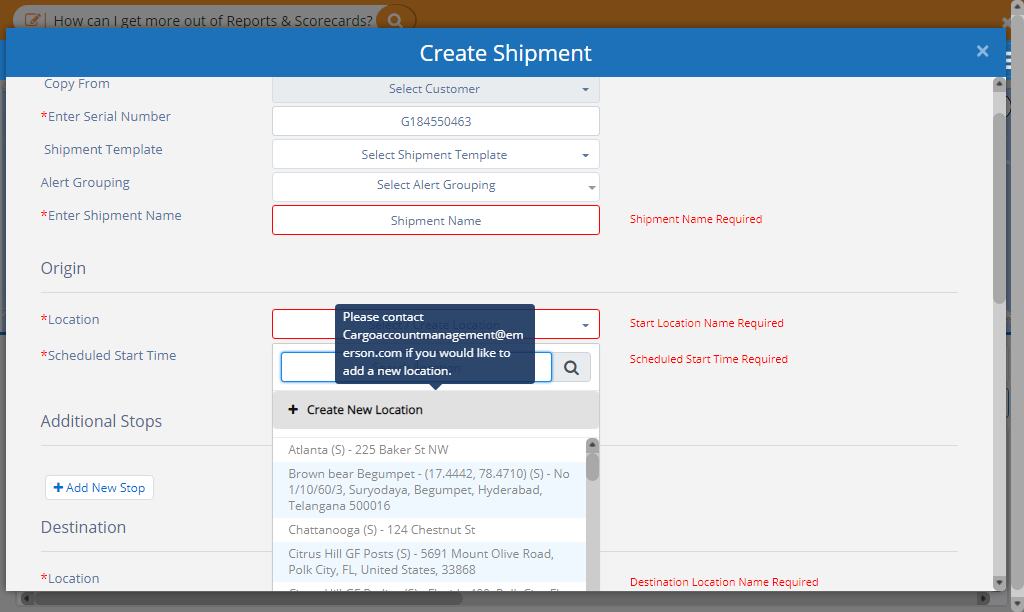 How can I get more out of Reports & Scorecards?
Create Shipment
Copy From
Select Customer
*Enter Serial Number
G184550463
Shipment Template
Select Shipment Template
Alert Grouping
Select Alert Grouping
*Enter Shipment Name
Shipment Name
Shipment Name Required
Origin
*Location
Start Location Name Required
Please contact
Cargoaccountmanagement@em
erson.com if you would like to
add a new location.
*Scheduled Start Time
Scheduled Start Time Required
+ Create New Location
Additional Stops
Atlanta (S) - 225 Baker St NW
Brown bear Begumpet - (17.4442, 78.4710) (S) - No
1/10/60/3, Suryodaya, Begumpet, Hyderabad,
Telangana 500016
+ Add New Stop
Chattanooga (S) - 124 Chestnut St
Destination
Citrus Hill GF Posts (S) - 5691 Mount Olive Road,
Polk City, FL, United States, 33868
*Location
Destination Location Name Required